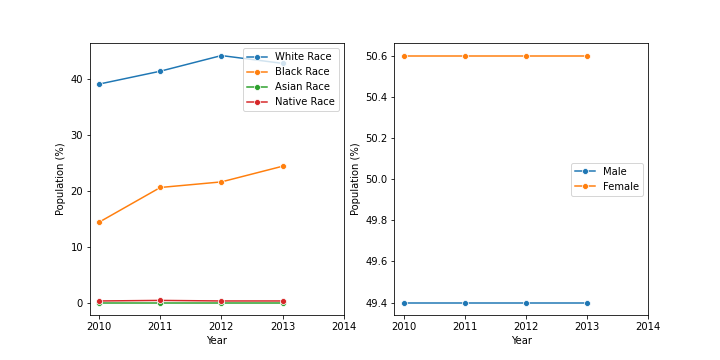 White Race
Black Race
Asian Race
Native Race
Population (%)
40
30
20
10
0
2010 2011 2012 2013 2014
Year
Male
Female
Population (%)
50.6
50.4
50.2
50.0
49.8
49.6
49.4
2010 2011 2012 2013 2014
Year